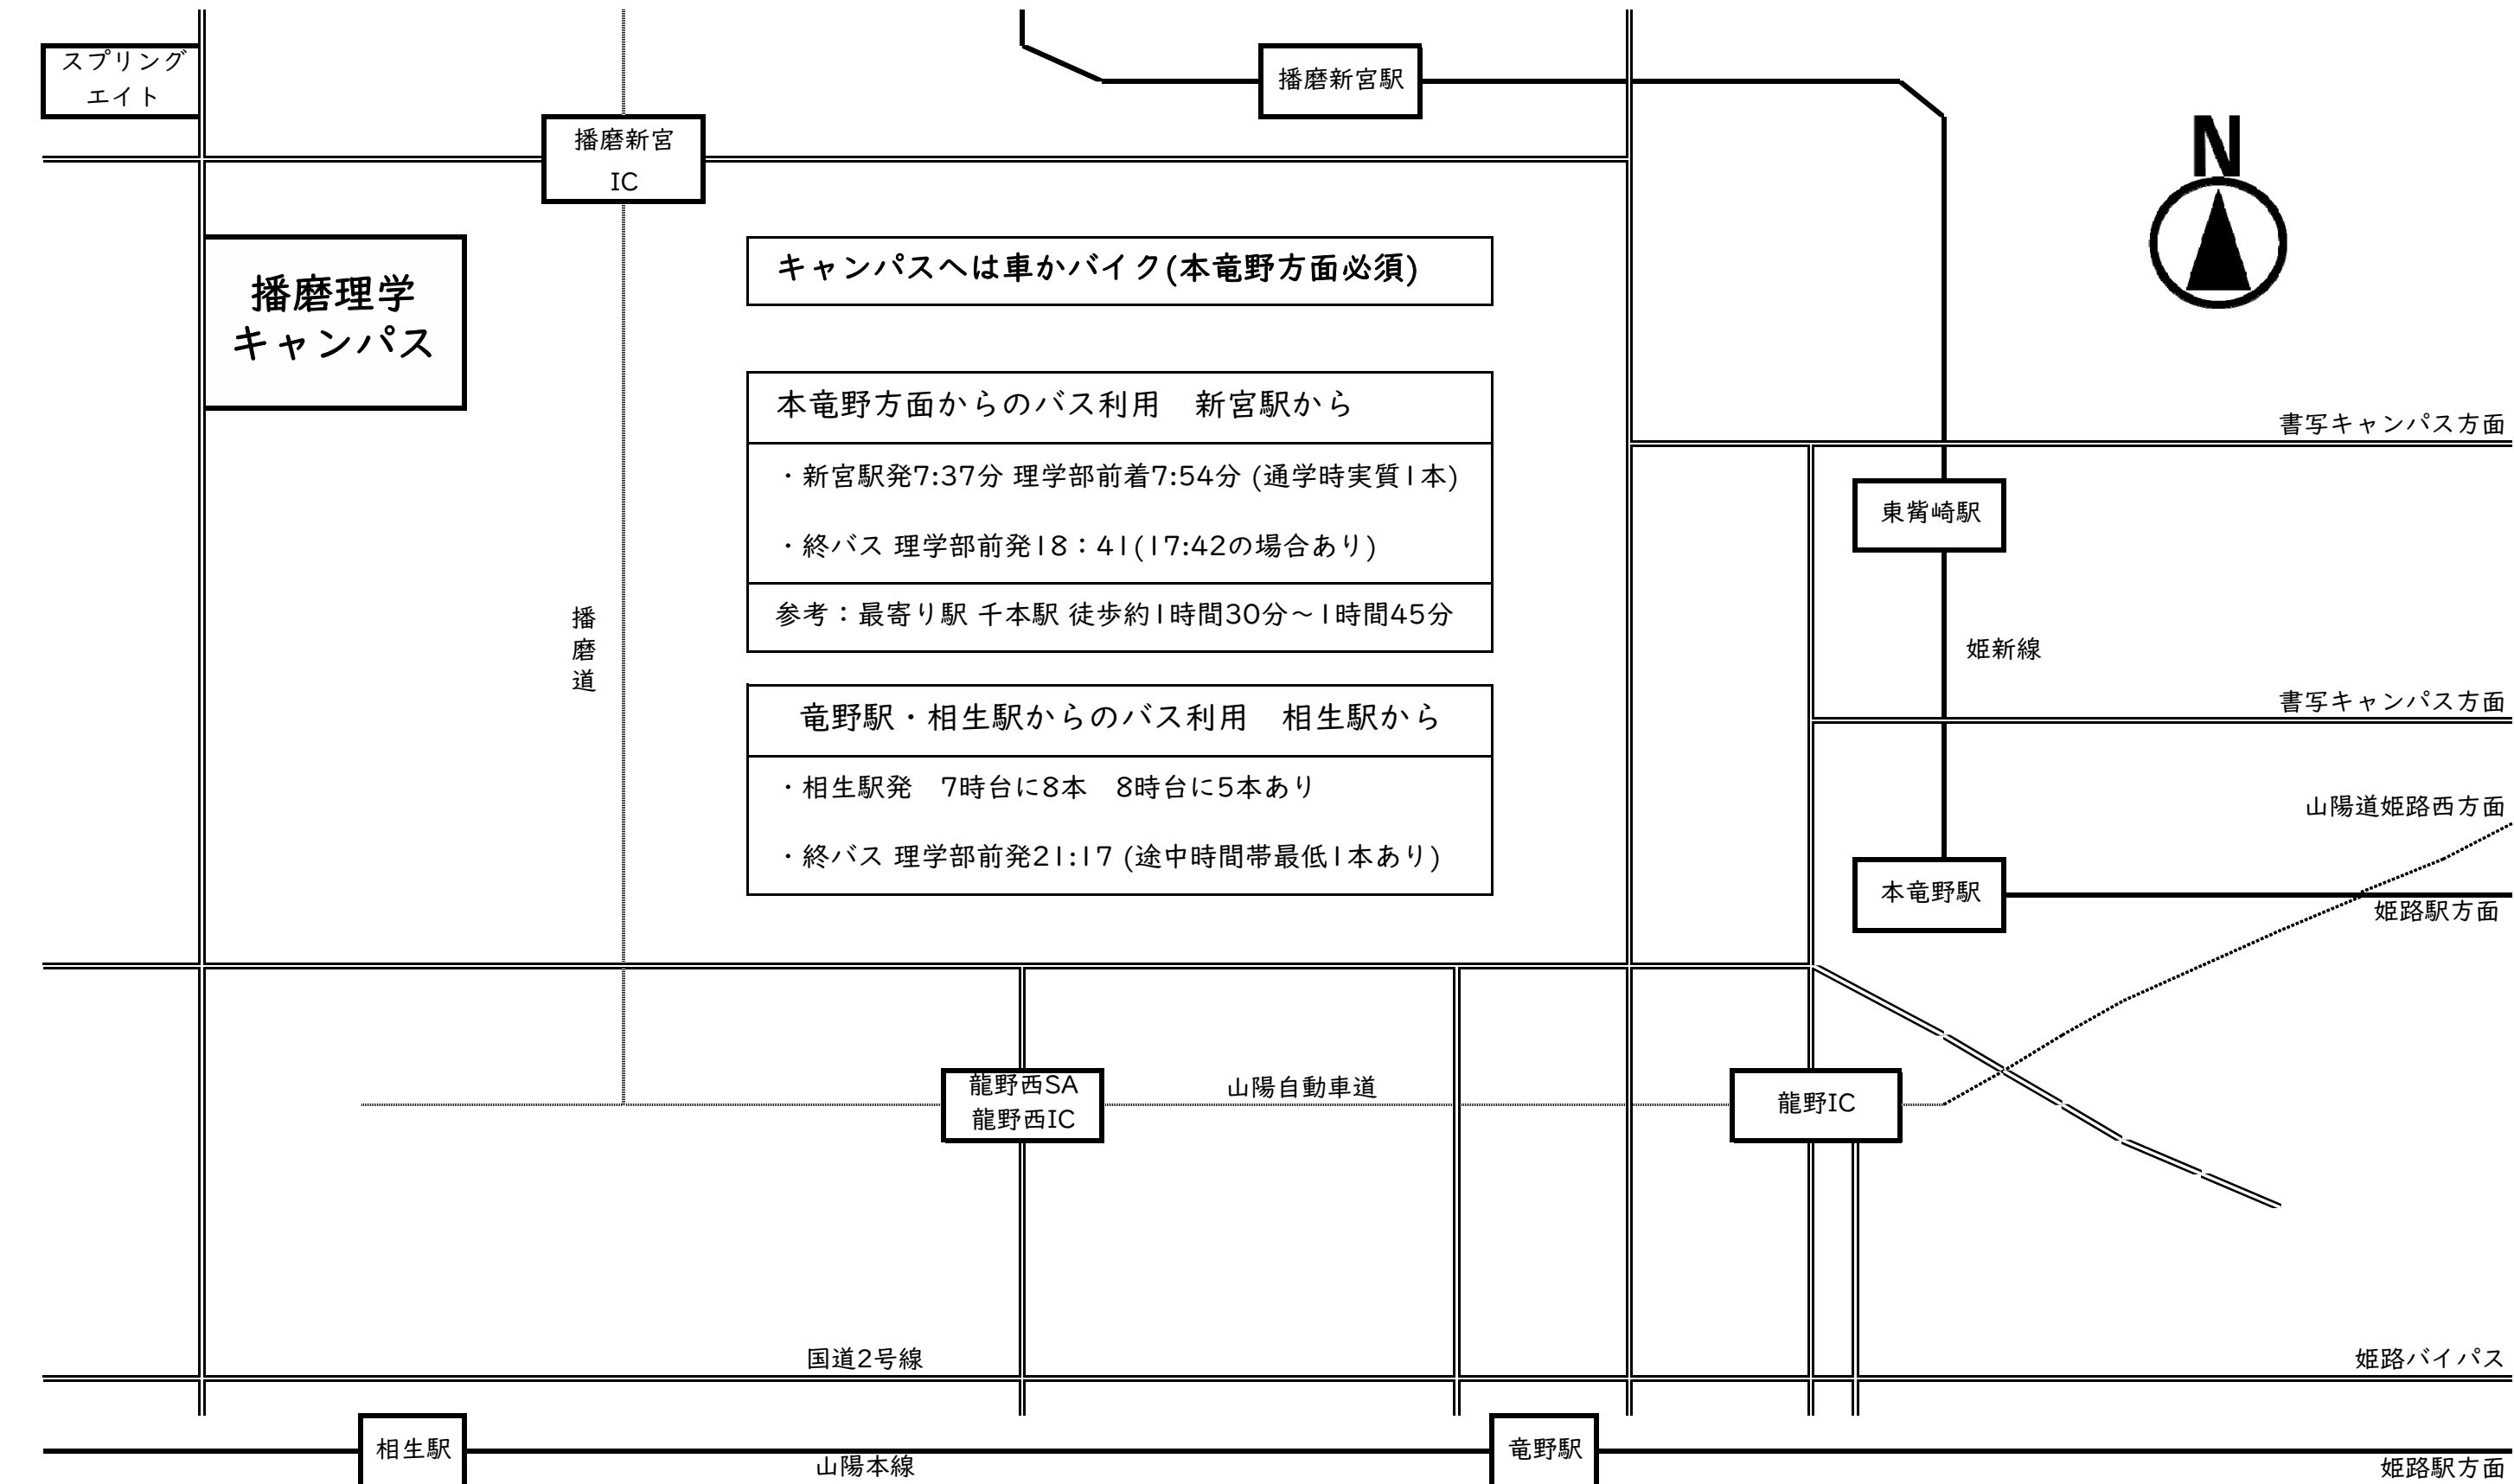 スプリング
エイト
播磨新宮駅
播磨新宮
IC
N
播磨理学
キャンパス
キャンパスへは車かバイク(本竜野方面必須)
本竜野方面からのバス利用　新宮駅から
・新宮駅発7:37分 理学部前着7:54分 (通学時実質1本)
・終バス 理学部前発18：41(17:42の場合あり)
参考：最寄り駅 千本駅 徒歩約1時間30分～1時間45分
書写キャンパス方面
東觜崎駅
播磨道
姫新線
竜野駅・相生駅からのバス利用　相生駅から
・相生駅発　7時台に8本　8時台に5本あり
・終バス 理学部前発21:17 (途中時間帯最低1本あり)
書写キャンパス方面
山陽道姫路西方面
本竜野駅
姫路駅方面
龍野西SA
龍野西IC
山陽自動車道
龍野IC
国道2号線
姫路バイパス
相生駅
山陽本線
竜野駅
姫路駅方面